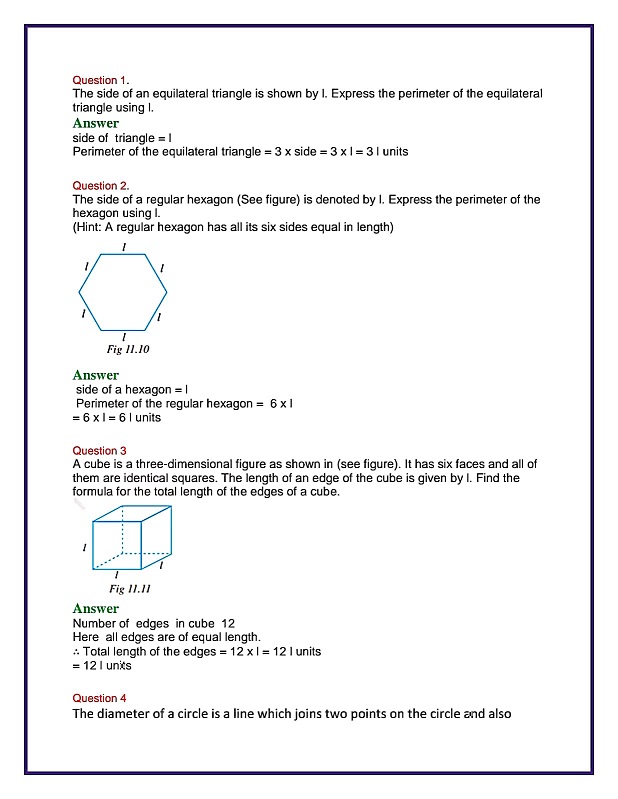 Question 1.
The side of an equilateral triangle is shown by l. Express the perimeter of the equilateral
triangle using l.
Answer
side of triangle = l
Perimeter of the equilateral triangle = 3 x side = 3 x l = 3 l units
Question 2.
The side of a regular hexagon (See figure) is denoted by l. Express the perimeter of the
hexagon using l.
(Hint: A regular hexagon has all its six sides equal in length)
l
l
l
l
l
l
Fig 11.10
Answer
side of a hexagon = l
Perimeter of the regular hexagon = 6 x l
= 6 x l = 6 l units
Question 3
A cube is a three-dimensional figure as shown in (see figure). It has six faces and all of
them are identical squares. The length of an edge of the cube is given by l. Find the
formula for the total length of the edges of a cube.
l
l
l
Fig 11.11
Answer
Number of edges in cube 12
Here all edges are of equal length.
∴ Total length of the edges = 12 x l = 12 l units
= 12 l units
Question 4
The diameter of a circle is a line which joins two points on the circle and also